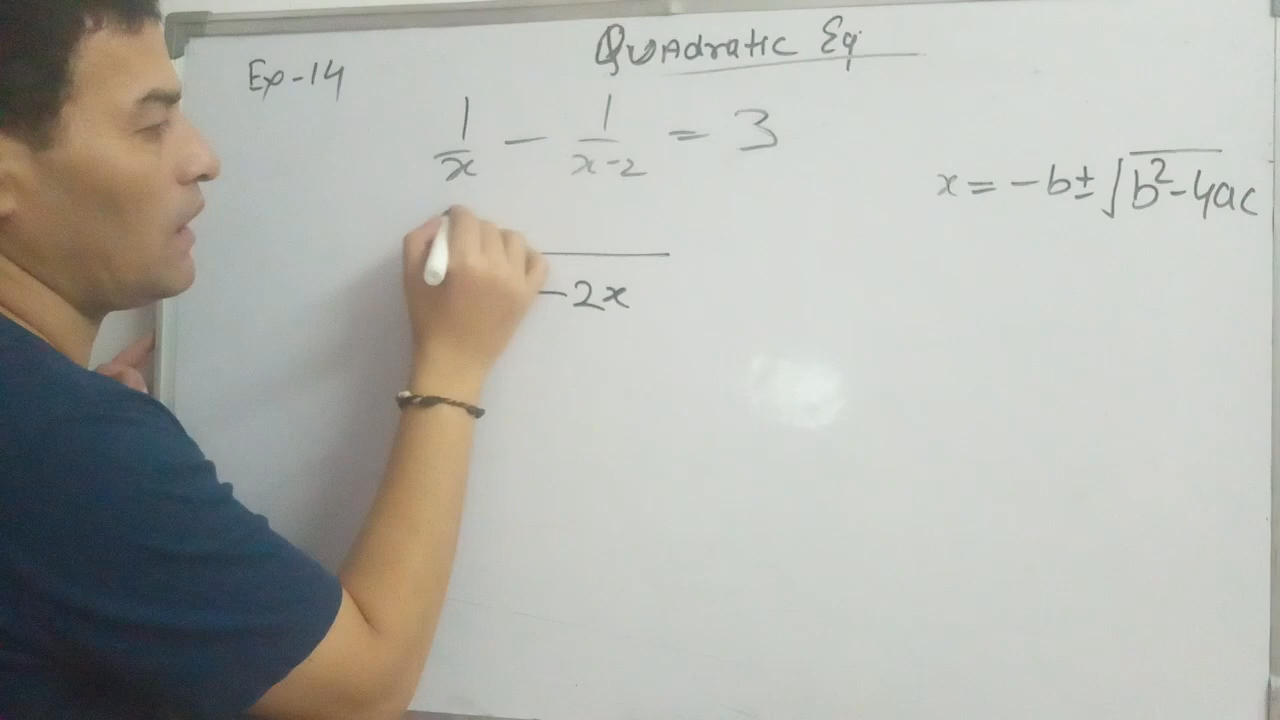 Quadratic Eq.
Ex-14
1/x - 1/x-2 = 3
x = -b ± √b²-4ac
-2x